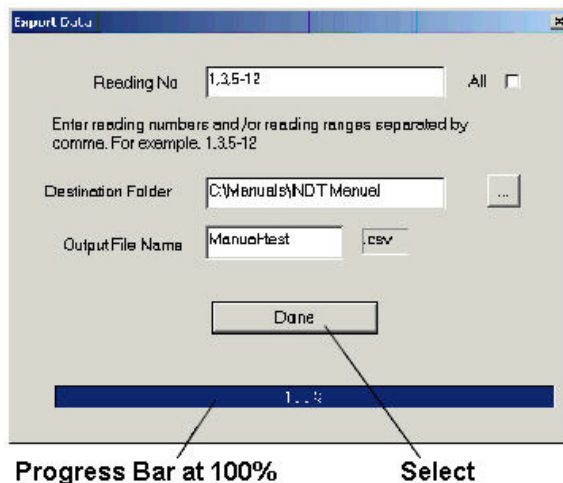 Export Data
Reading No 1,3,5-12 All
Enter reading numbers and/or reading ranges separated by
comma. For example, 1,3,5-12
Destination Folder C:\Manuals\NDT Manuel ...
Output File Name Manual-test .csv
Done
Progress Bar at 100% Select